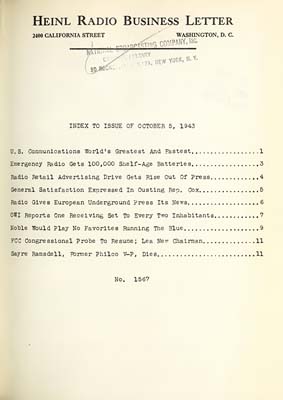 HEINL RADIO BUSINESS LETTER
2400 CALIFORNIA STREET WASHINGTON, D. C.
NATIONAL BROADCASTING COMPANY, INC.
NEW YORK, N. Y.
INDEX TO ISSUE OF OCTOBER 5, 1943
U.S. Communications World's Greatest And Fastest.................1
Emergency Radio Gets 100,000 Shelf-Age Batteries.................3
Radio Retail Advertising Drive Gets Rise Out Of Press............4
General Satisfaction Expressed In Ousting Rep. Cox...............5
Radio Gives European Underground Press Its News..................6
OWI Reports One Receiving Set To Every Two Inhabitants...........7
Noble Would Play No Favorites Running The Blue...................9
FCC Congressional Probe To Resume; Lea New Chairman.............11
Sayre Ramsdell, Former Philco V-P, Dies.........................11
No. 1567